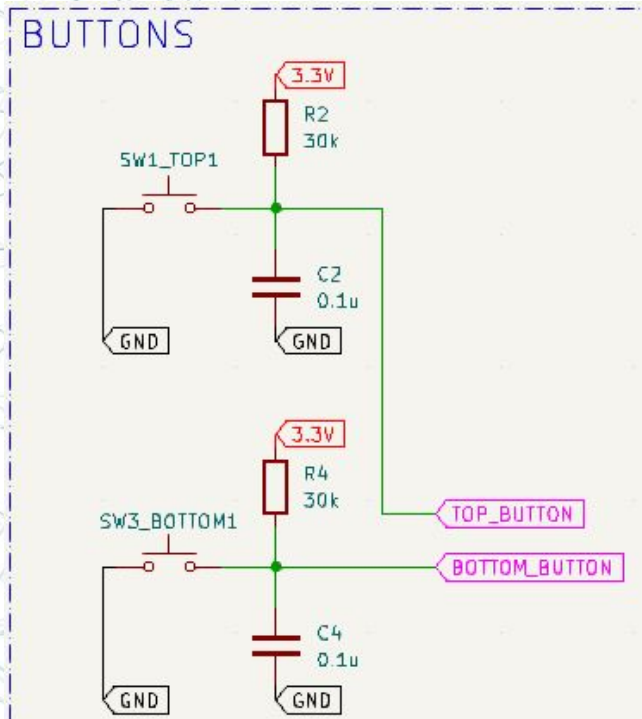 BUTTONS
3.3V
R2
30k
SW1_TOP1
C2
0.1u
GND
GND
3.3V
R4
30k
SW3_BOTTOM1
TOP_BUTTON
BOTTOM_BUTTON
C4
0.1u
GND
GND